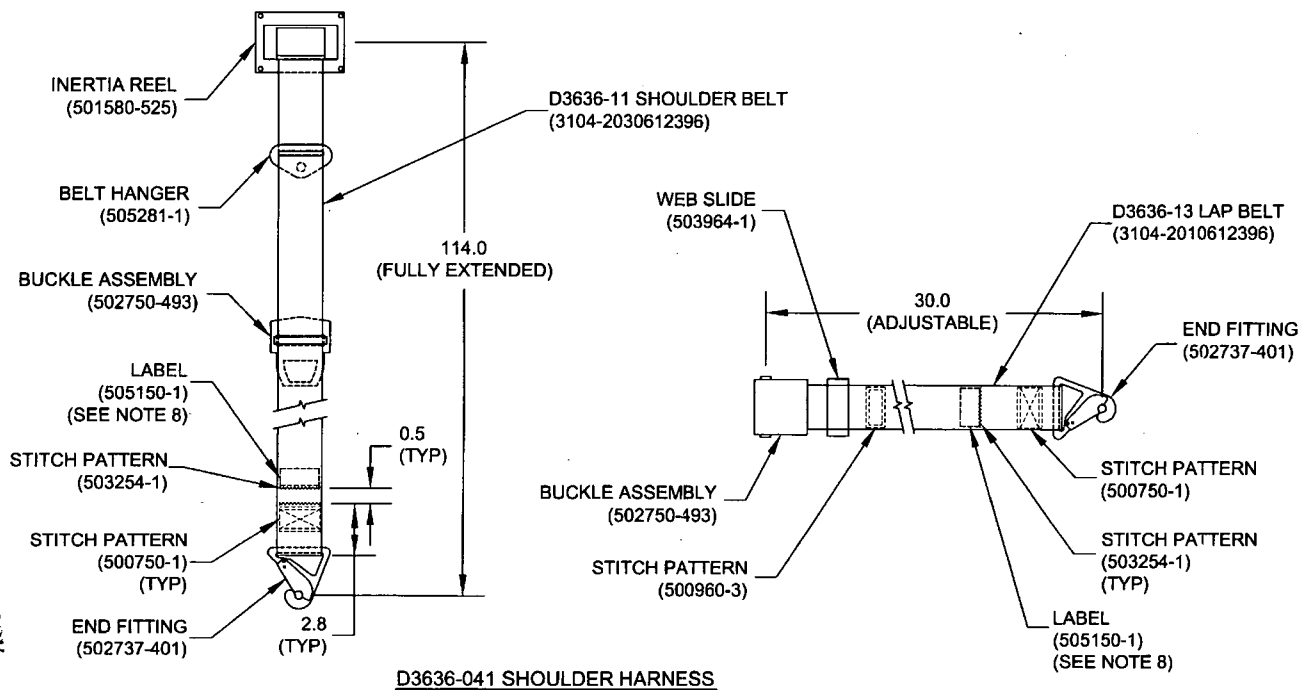 INERTIA REEL
(501580-525)
D3636-11 SHOULDER BELT
(3104-2030612396)
BELT HANGER
(505281-1)
114.0
(FULLY EXTENDED)
BUCKLE ASSEMBLY
(502750-493)
LABEL
(505150-1)
(SEE NOTE 8)
0.5
(TYP)
STITCH PATTERN
(503254-1)
STITCH PATTERN
(500750-1)
(TYP)
END FITTING
(502737-401)
2.8
(TYP)
WEB SLIDE
(503964-1)
D3636-13 LAP BELT
(3104-2010612396)
30.0
(ADJUSTABLE)
END FITTING
(502737-401)
BUCKLE ASSEMBLY
(502750-493)
STITCH PATTERN
(500750-1)
STITCH PATTERN
(500960-3)
STITCH PATTERN
(503254-1)
(TYP)
LABEL
(505150-1)
(SEE NOTE 8)
D3636-041 SHOULDER HARNESS